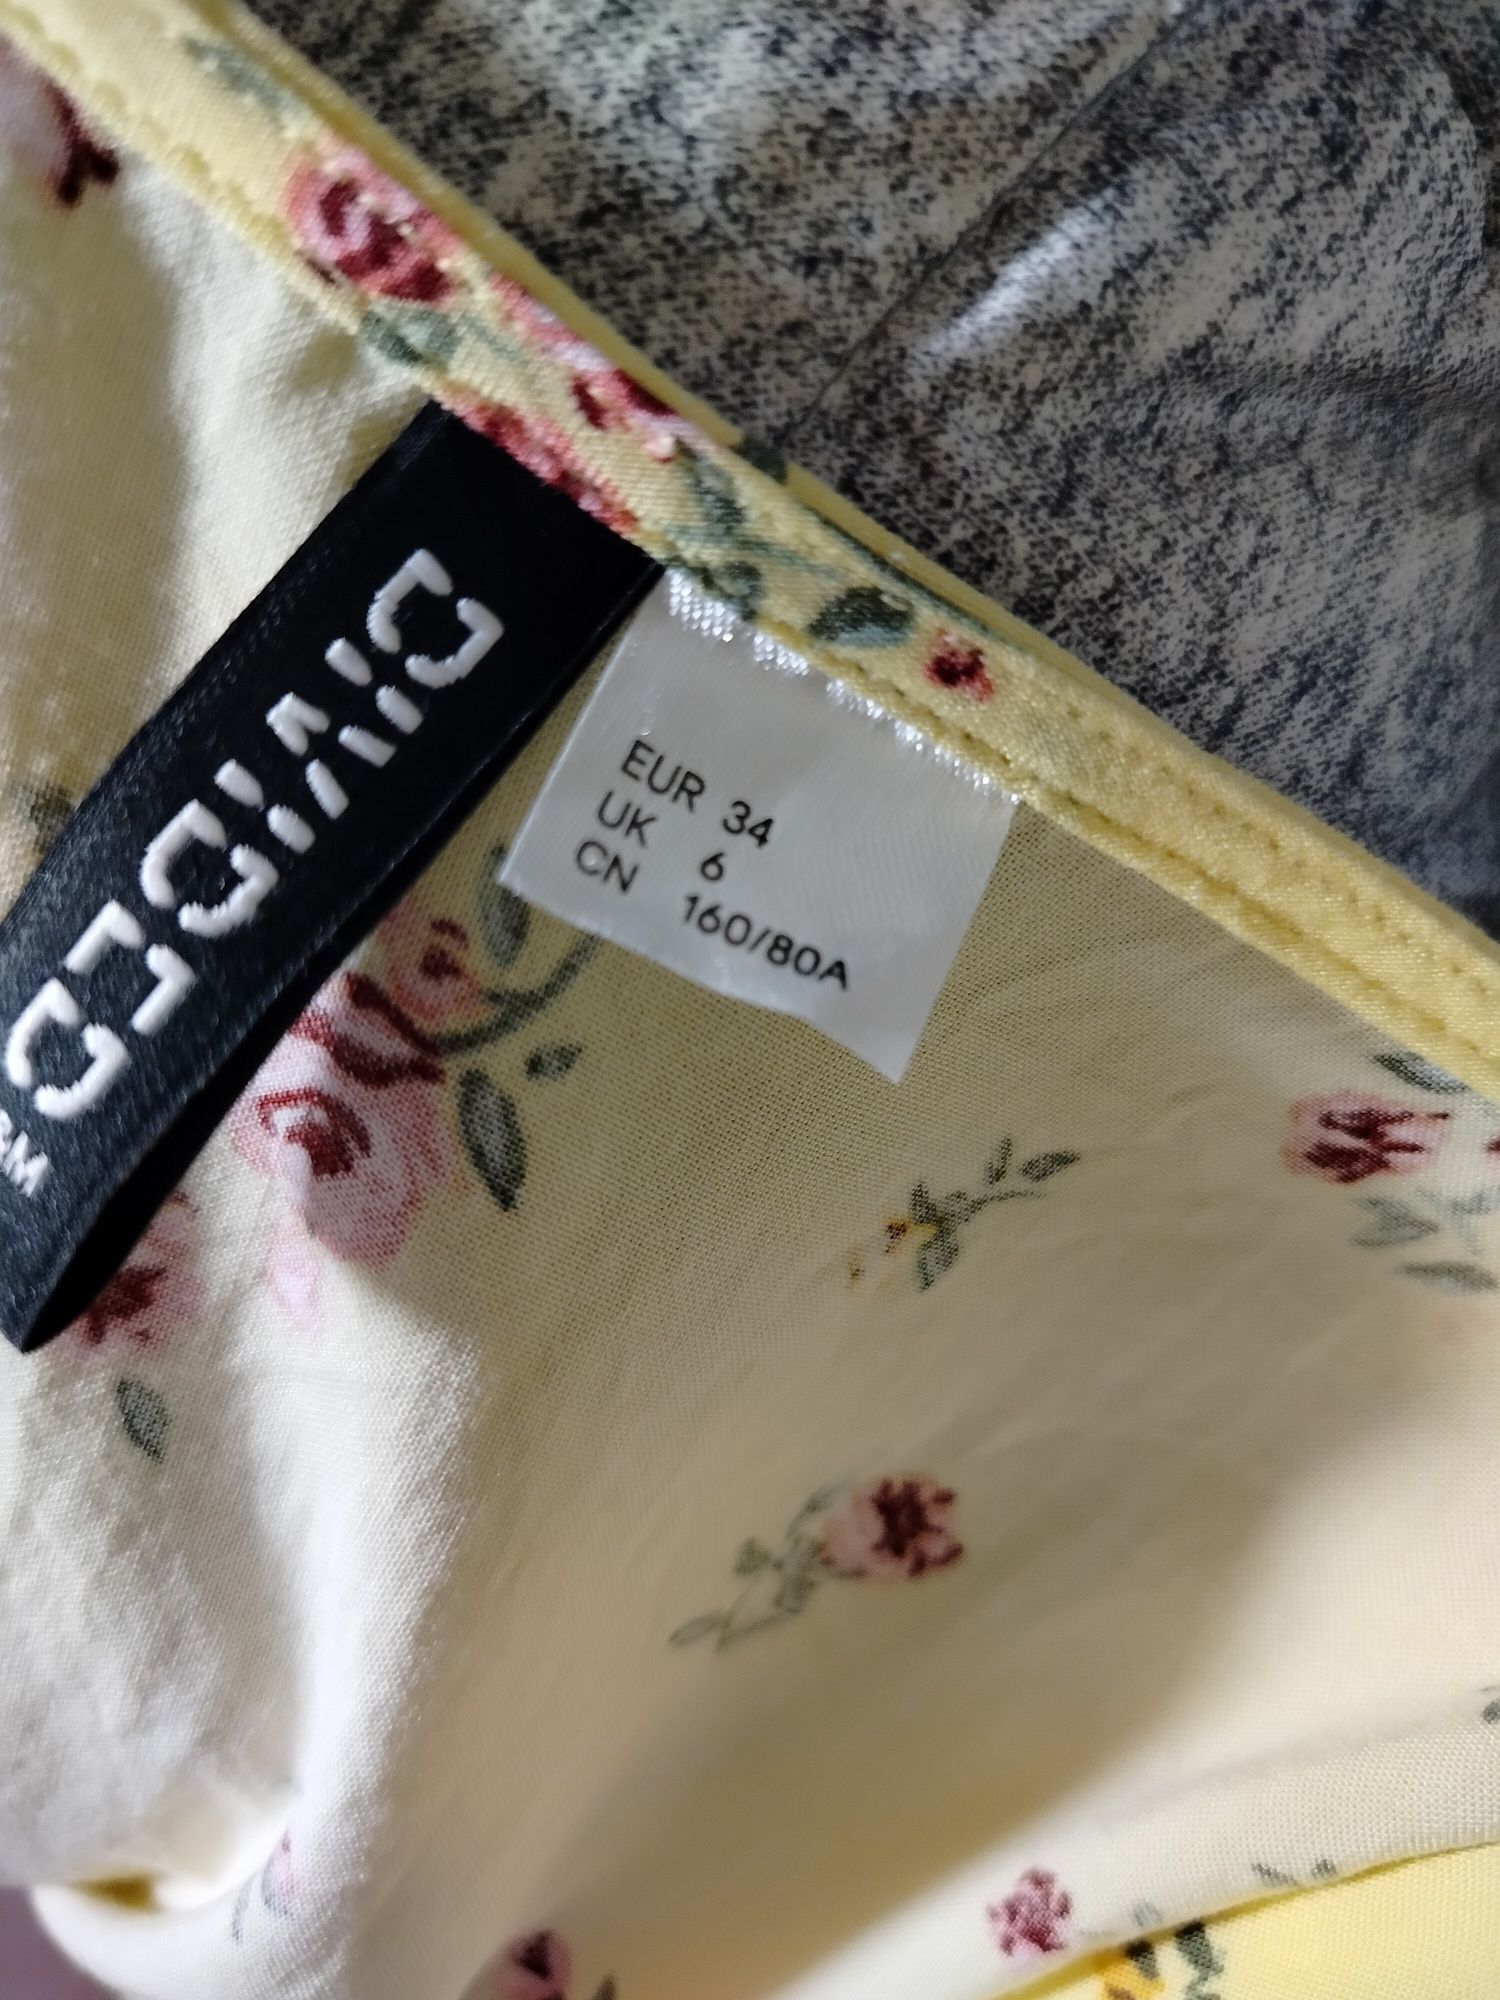 DIVIDED
&M
EUR 34
UK 6
CN 160/80A